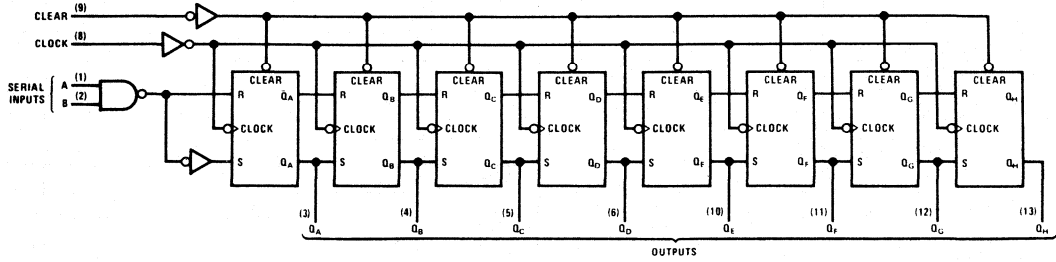 CLEAR (9)
CLOCK (8)
SERIAL INPUTS A (1)
B (2)
CLEAR CLEAR CLEAR CLEAR CLEAR CLEAR CLEAR CLEAR
R Q̄A R QB R QC R QD R QE R QF R QG R QH
CLOCK CLOCK CLOCK CLOCK CLOCK CLOCK CLOCK CLOCK
S QA S QB S QC S QD S QE S QF S QG S QH
(3) (4) (5) (6) (10) (11) (12) (13)
QA QB QC QD QE QF QG QH
OUTPUTS